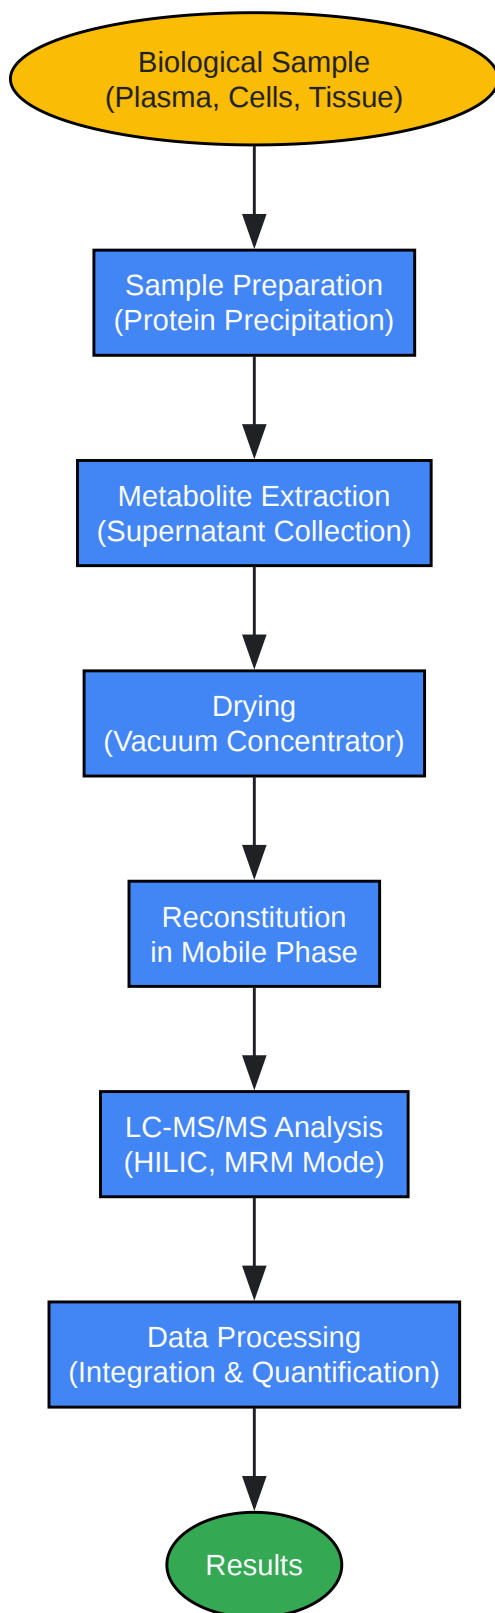 Biological Sample
(Plasma, Cells, Tissue)
Sample Preparation
(Protein Precipitation)
Metabolite Extraction
(Supernatant Collection)
Drying
(Vacuum Concentrator)
Reconstitution
in Mobile Phase
LC-MS/MS Analysis
(HILIC, MRM Mode)
Data Processing
(Integration & Quantification)
Results